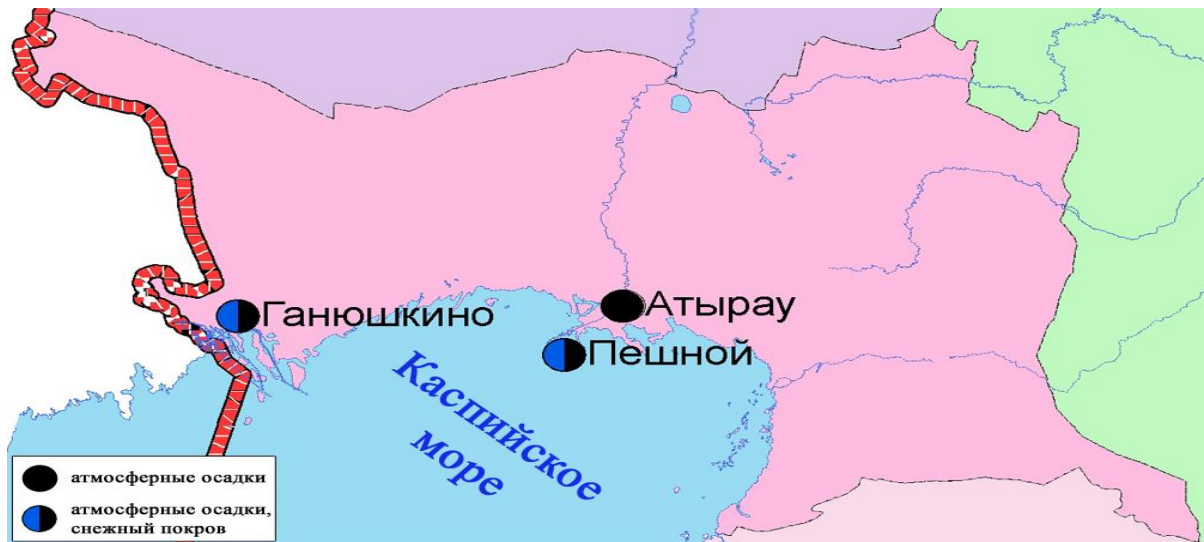 Атырау
Ганюшкино
Пешной
Каспийское
море
атмосферные осадки
атмосферные осадки,
снежный покров